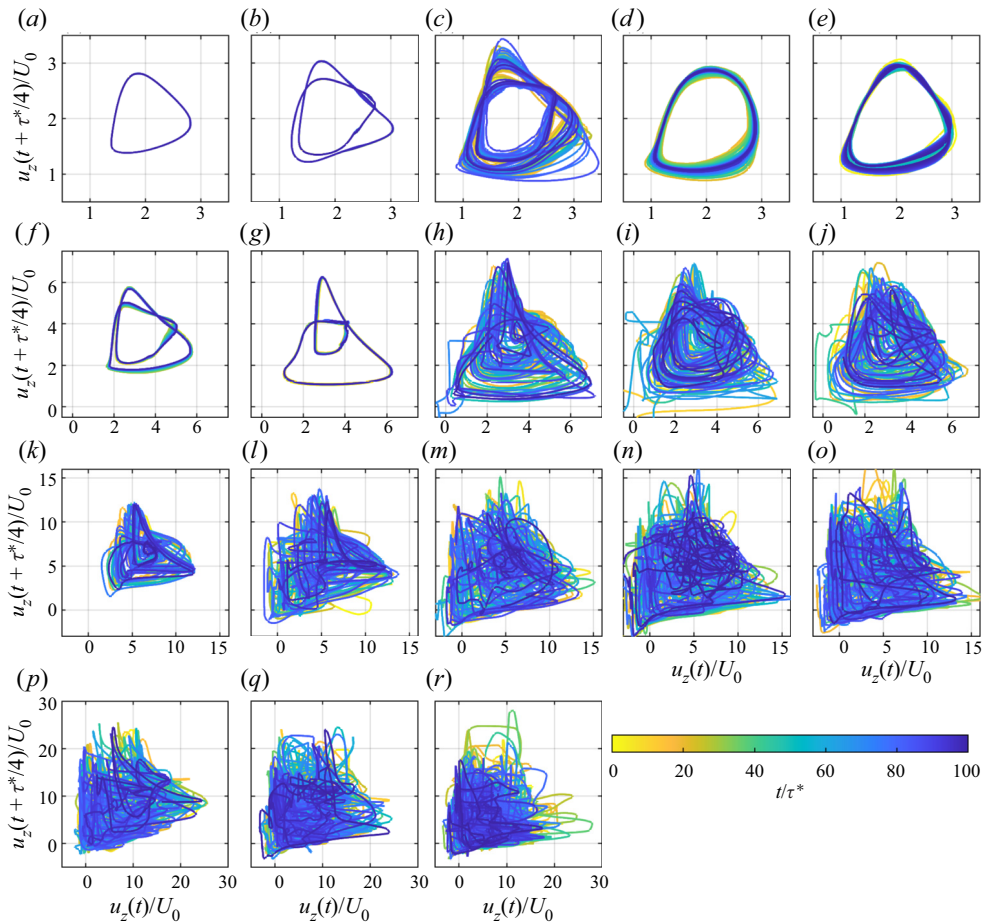 (a) (b) (c) (d) (e)
u_z(t + τ*/4)/U_0
3
2
1
1 2 3 1 2 3 1 2 3 1 2 3 1 2 3
(f) (g) (h) (i) (j)
u_z(t + τ*/4)/U_0
6
4
2
0
0 2 4 6 0 2 4 6 0 2 4 6 0 2 4 6 0 2 4 6
(k) (l) (m) (n) (o)
u_z(t + τ*/4)/U_0
15
10
5
0
0 5 10 15 0 5 10 15 0 5 10 15 0 5 10 15 0 5 10 15
u_z(t)/U_0 u_z(t)/U_0
(p) (q) (r)
u_z(t + τ*/4)/U_0
30
20
10
0
0 10 20 30 0 10 20 30 0 10 20 30
u_z(t)/U_0 u_z(t)/U_0 u_z(t)/U_0
0 20 40 60 80 100
t/τ*